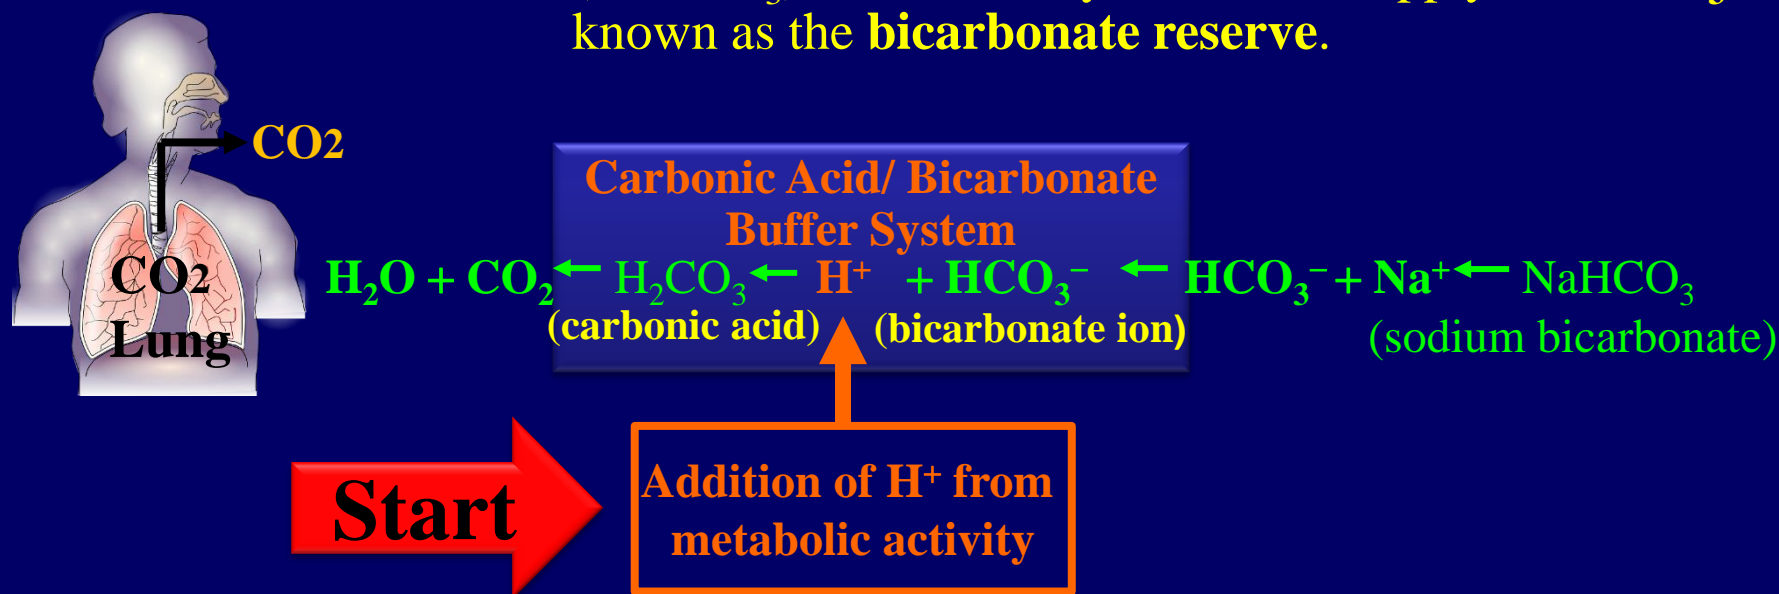 known as the bicarbonate reserve.
CO2
Carbonic Acid/ Bicarbonate
Buffer System
CO2
Lung
H₂O + CO₂ ← H₂CO₃ ← H⁺ + HCO₃⁻ ← HCO₃⁻ + Na⁺ ← NaHCO₃
(carbonic acid) (bicarbonate ion) (sodium bicarbonate)
Start
Addition of H⁺ from
metabolic activity